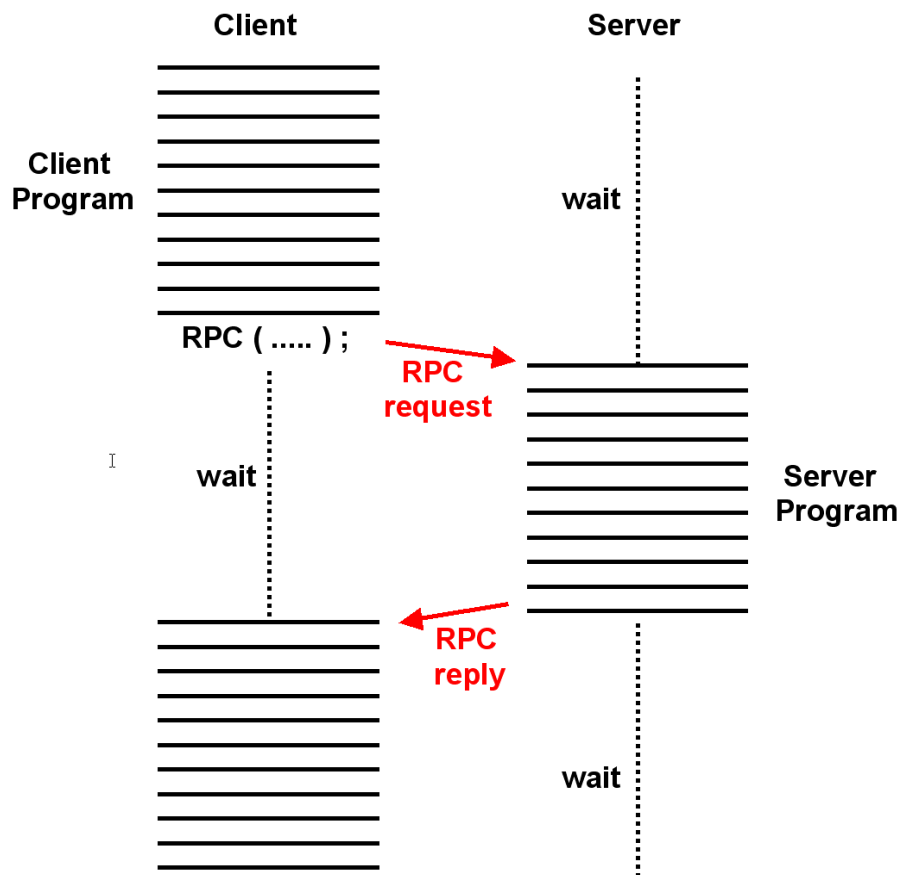 Client
Server
Client
Program
wait
RPC ( ..... ) ;
RPC
request
wait
Server
Program
RPC
reply
wait